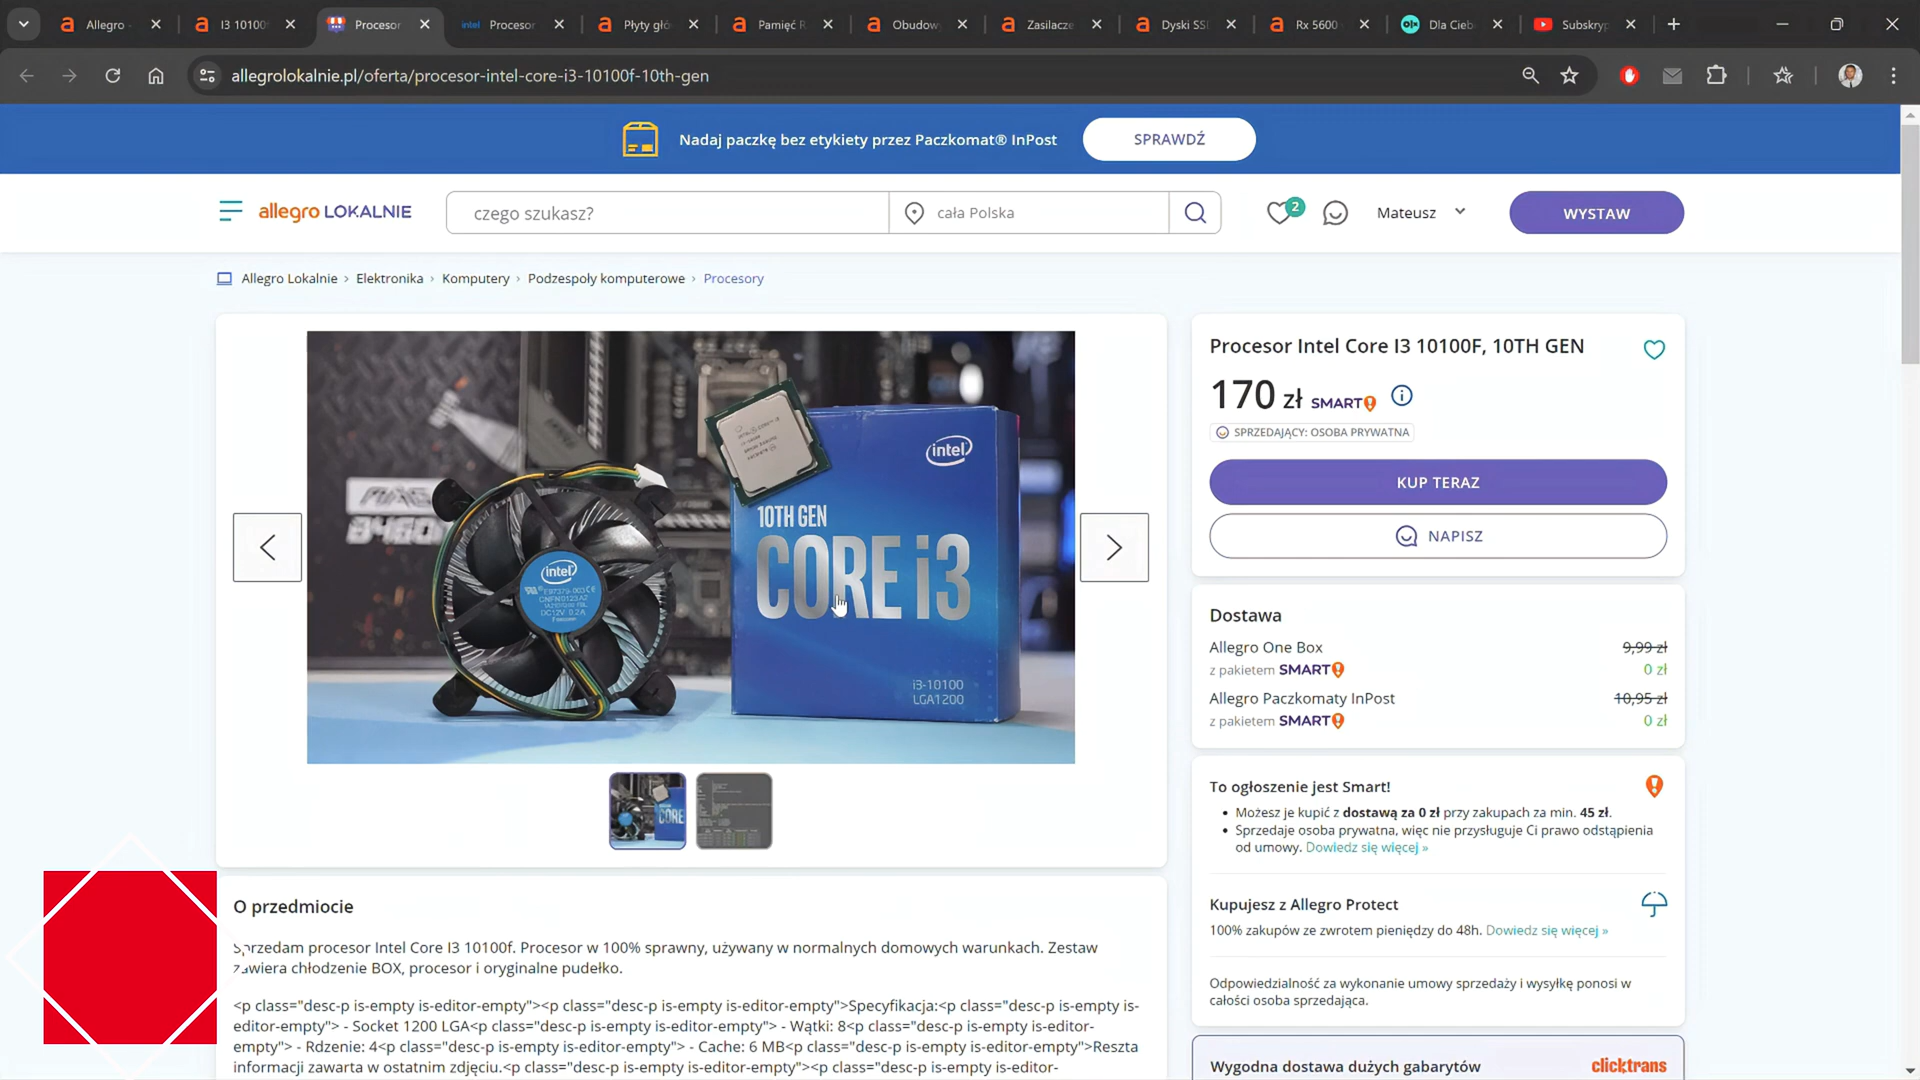 Allegro -
I3 10100
Procesor
intel Procesor
Płyty głó
Pamięć R
Obudow
Zasilacze
Dyski SSI
Rx 5600
Dla Cieb
Subskryp
allegrolokalnie.pl/oferta/procesor-intel-core-i3-10100f-10th-gen
Nadaj paczkę bez etykiety przez Paczkomat® InPost
SPRAWDŹ
allegro LOKALNIE
czego szukasz?
cała Polska
2
Mateusz
WYSTAW
Allegro Lokalnie › Elektronika › Komputery › Podzespoły komputerowe › Procesory
intel
10TH GEN
CORE i3
i3-10100
LGA1200
intel
E97379-003
DC12V 0.2A
Procesor Intel Core I3 10100F, 10TH GEN
170 zł SMART!
SPRZEDAJĄCY: OSOBA PRYWATNA
KUP TERAZ
NAPISZ
Dostawa
Allegro One Box 9,99 zł
z pakietem SMART! 0 zł
Allegro Paczkomaty InPost 10,95 zł
z pakietem SMART! 0 zł
To ogłoszenie jest Smart!
• Możesz je kupić z dostawą za 0 zł przy zakupach za min. 45 zł.
• Sprzedaje osoba prywatna, więc nie przysługuje Ci prawo odstąpienia
od umowy. Dowiedz się więcej »
Kupujesz z Allegro Protect
100% zakupów ze zwrotem pieniędzy do 48h. Dowiedz się więcej »
Odpowiedzialność za wykonanie umowy sprzedaży i wysyłkę ponosi w
całości osoba sprzedająca.
Wygodna dostawa dużych gabarytów clicktrans
O przedmiocie
Sprzedam procesor Intel Core I3 10100f. Procesor w 100% sprawny, używany w normalnych domowych warunkach. Zestaw
zawiera chłodzenie BOX, procesor i oryginalne pudełko.
<p class="desc-p is-empty is-editor-empty"><p class="desc-p is-empty is-editor-empty">Specyfikacja:<p class="desc-p is-empty is-
editor-empty"> - Socket 1200 LGA<p class="desc-p is-empty is-editor-empty"> - Wątki: 8<p class="desc-p is-empty is-editor-
empty"> - Rdzenie: 4<p class="desc-p is-empty is-editor-empty"> - Cache: 6 MB<p class="desc-p is-empty is-editor-empty">Reszta
informacji zawarta w ostatnim zdjęciu.<p class="desc-p is-empty is-editor-empty"><p class="desc-p is-empty is-editor-